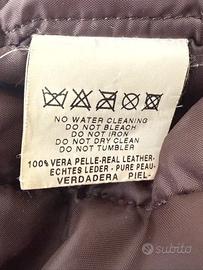 NO WATER CLEANING
DO NOT BLEACH
DO NOT IRON
DO NOT DRY CLEAN
DO NOT TUMBLER
100% VERA PELLE-REAL LEATHER-
ECHTES LEDER - PURE PEAU-
VERDADERA PIEL-
subito